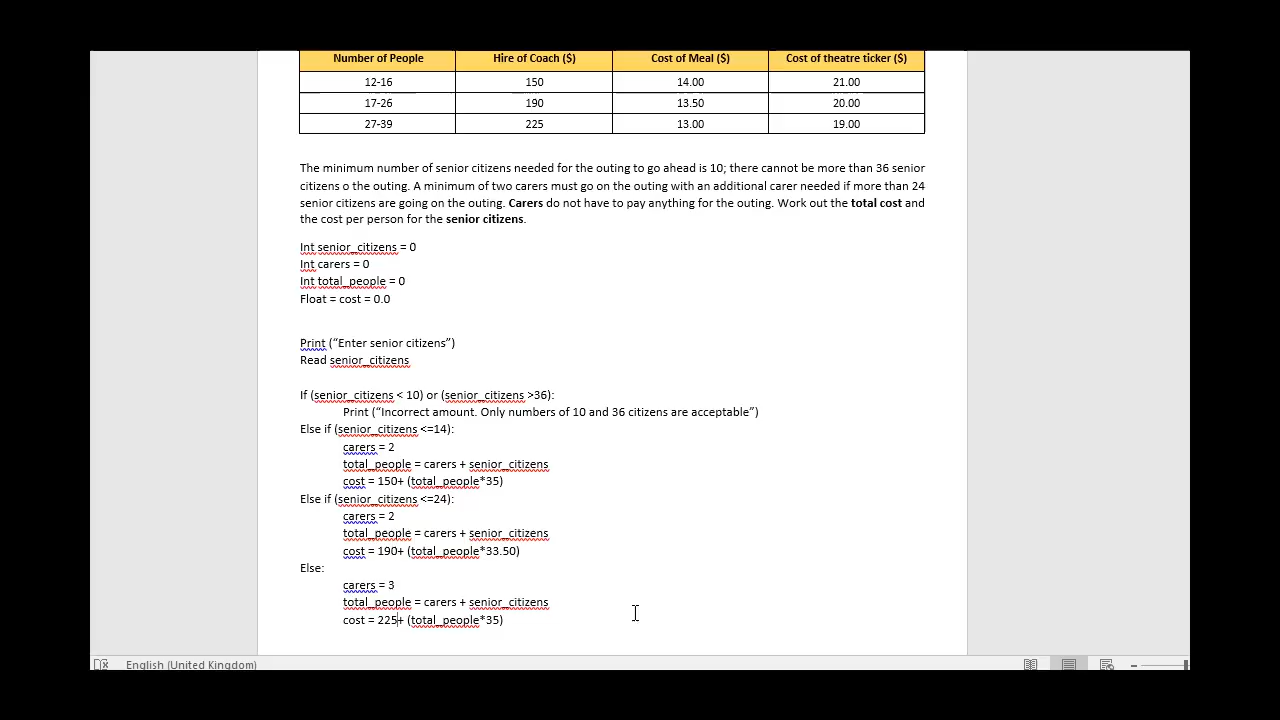 Number of People Hire of Coach ($) Cost of Meal ($) Cost of theatre ticker ($)
12-16 150 14.00 21.00
17-26 190 13.50 20.00
27-39 225 13.00 19.00
The minimum number of senior citizens needed for the outing to go ahead is 10; there cannot be more than 36 senior
citizens o the outing. A minimum of two carers must go on the outing with an additional carer needed if more than 24
senior citizens are going on the outing. Carers do not have to pay anything for the outing. Work out the total cost and
the cost per person for the senior citizens.
Int senior_citizens = 0
Int carers = 0
Int total_people = 0
Float = cost = 0.0
Print (“Enter senior citizens”)
Read senior_citizens
If (senior_citizens < 10) or (senior_citizens >36):
Print (“Incorrect amount. Only numbers of 10 and 36 citizens are acceptable”)
Else if (senior_citizens <=14):
carers = 2
total_people = carers + senior_citizens
cost = 150+ (total_people*35)
Else if (senior_citizens <=24):
carers = 2
total_people = carers + senior_citizens
cost = 190+ (total_people*33.50)
Else:
carers = 3
total_people = carers + senior_citizens
cost = 225+ (total_people*35)
English (United Kingdom)